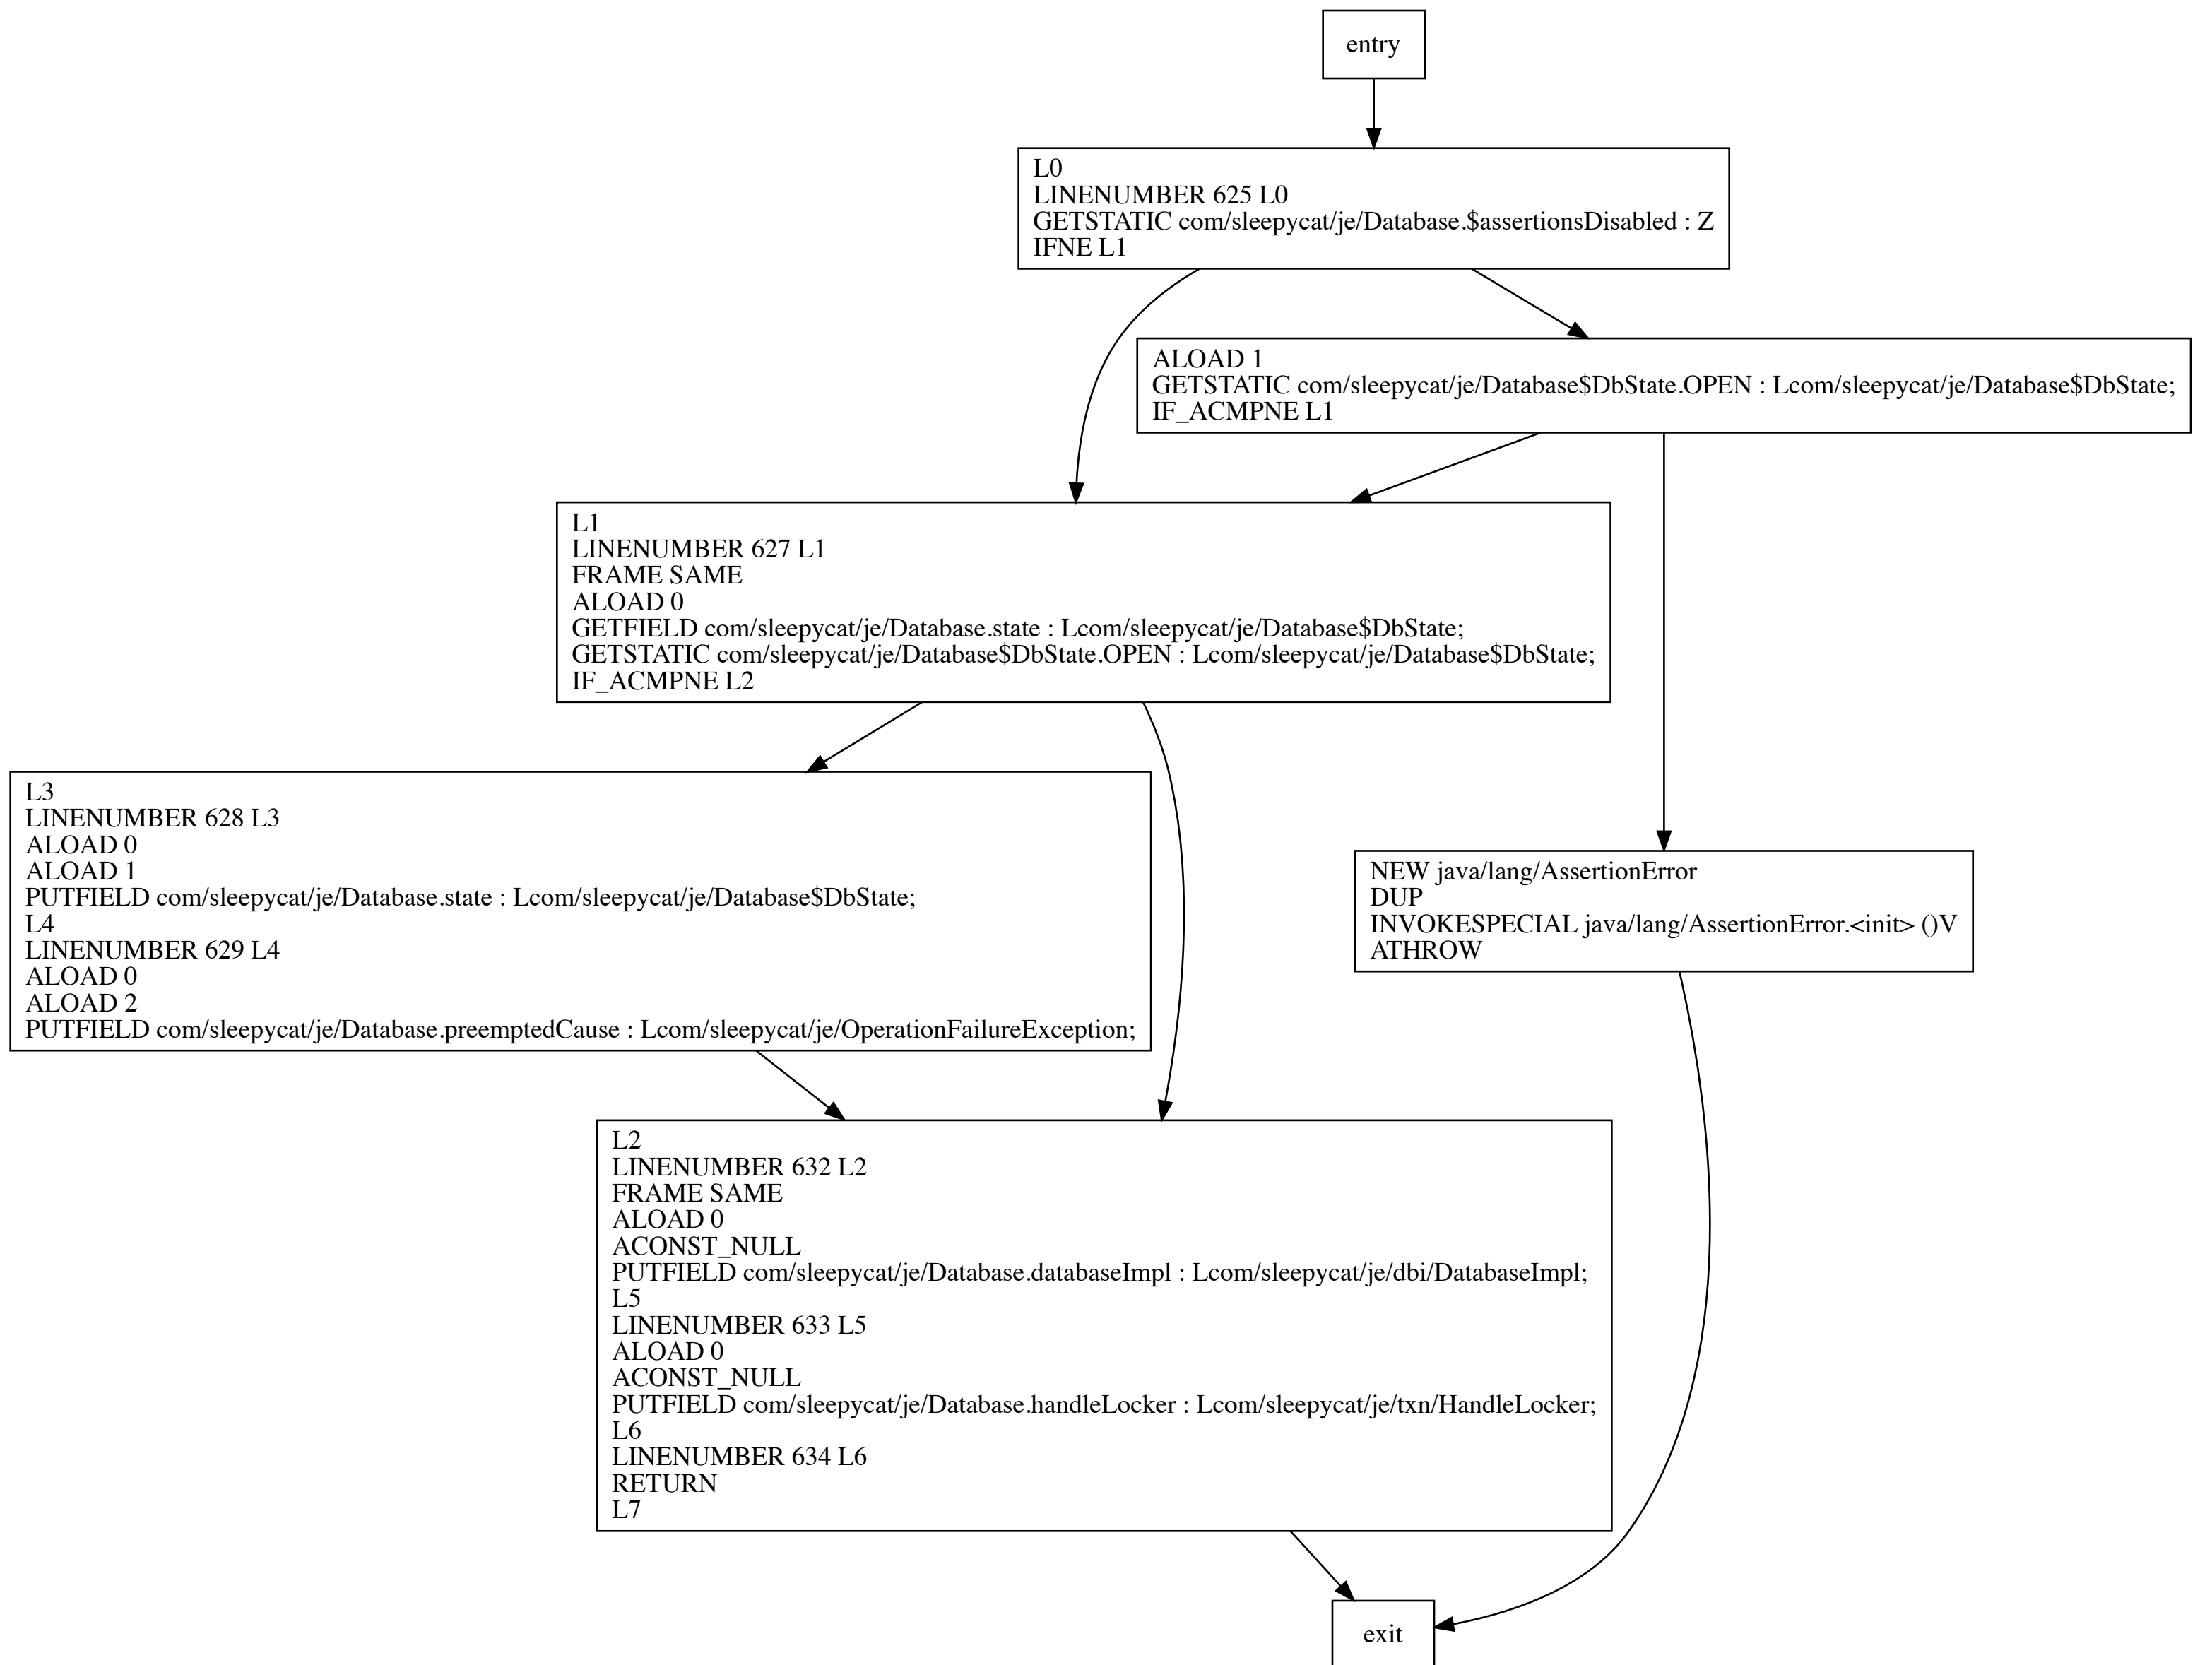 entry
L0
LINENUMBER 625 L0
GETSTATIC com/sleepycat/je/Database.$assertionsDisabled : Z
IFNE L1
ALOAD 1
GETSTATIC com/sleepycat/je/Database$DbState.OPEN : Lcom/sleepycat/je/Database$DbState;
IF_ACMPNE L1
L1
LINENUMBER 627 L1
FRAME SAME
ALOAD 0
GETFIELD com/sleepycat/je/Database.state : Lcom/sleepycat/je/Database$DbState;
GETSTATIC com/sleepycat/je/Database$DbState.OPEN : Lcom/sleepycat/je/Database$DbState;
IF_ACMPNE L2
L3
LINENUMBER 628 L3
ALOAD 0
ALOAD 1
PUTFIELD com/sleepycat/je/Database.state : Lcom/sleepycat/je/Database$DbState;
L4
LINENUMBER 629 L4
ALOAD 0
ALOAD 2
PUTFIELD com/sleepycat/je/Database.preemptedCause : Lcom/sleepycat/je/OperationFailureException;
NEW java/lang/AssertionError
DUP
INVOKESPECIAL java/lang/AssertionError.<init> ()V
ATHROW
L2
LINENUMBER 632 L2
FRAME SAME
ALOAD 0
ACONST_NULL
PUTFIELD com/sleepycat/je/Database.databaseImpl : Lcom/sleepycat/je/dbi/DatabaseImpl;
L5
LINENUMBER 633 L5
ALOAD 0
ACONST_NULL
PUTFIELD com/sleepycat/je/Database.handleLocker : Lcom/sleepycat/je/txn/HandleLocker;
L6
LINENUMBER 634 L6
RETURN
L7
exit